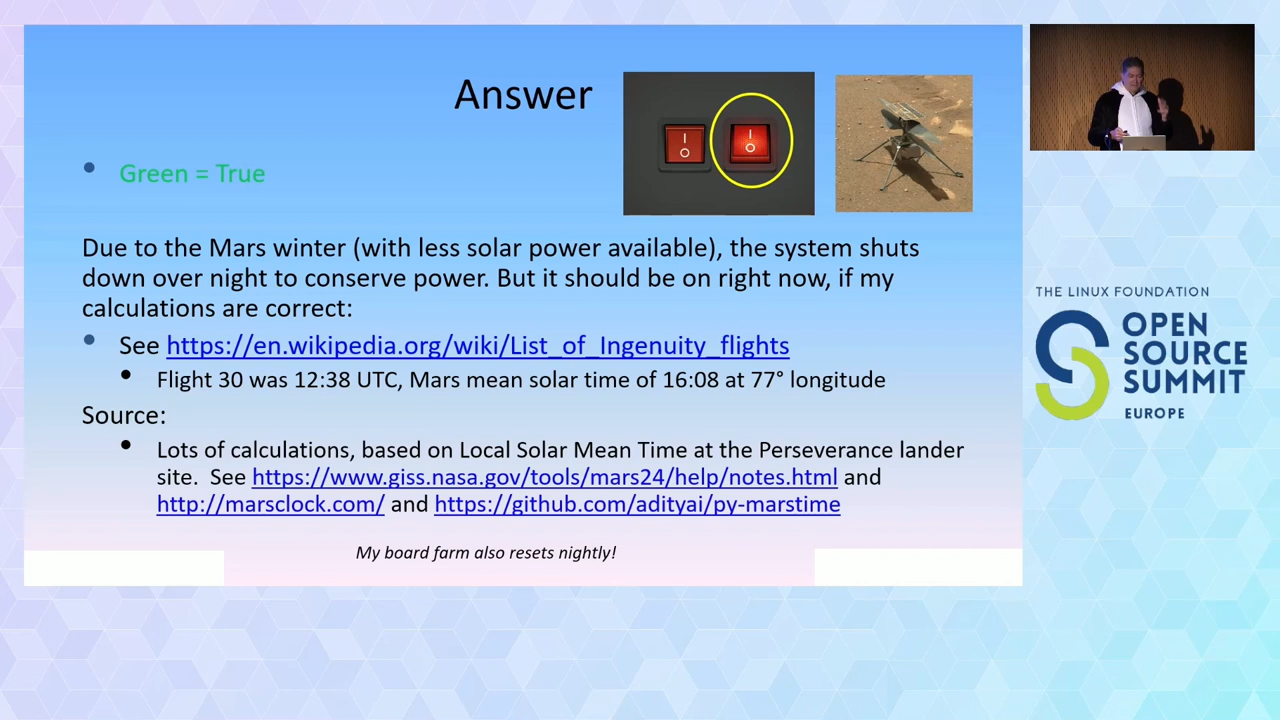 Answer
Green = True
Due to the Mars winter (with less solar power available), the system shuts
down over night to conserve power. But it should be on right now, if my
calculations are correct:
See https://en.wikipedia.org/wiki/List_of_Ingenuity_flights
Flight 30 was 12:38 UTC, Mars mean solar time of 16:08 at 77° longitude
Source:
Lots of calculations, based on Local Solar Mean Time at the Perseverance lander
site. See https://www.giss.nasa.gov/tools/mars24/help/notes.html and
http://marsclock.com/ and https://github.com/adityai/py-marstime
My board farm also resets nightly!
THE LINUX FOUNDATION
OPEN
SOURCE
SUMMIT
EUROPE